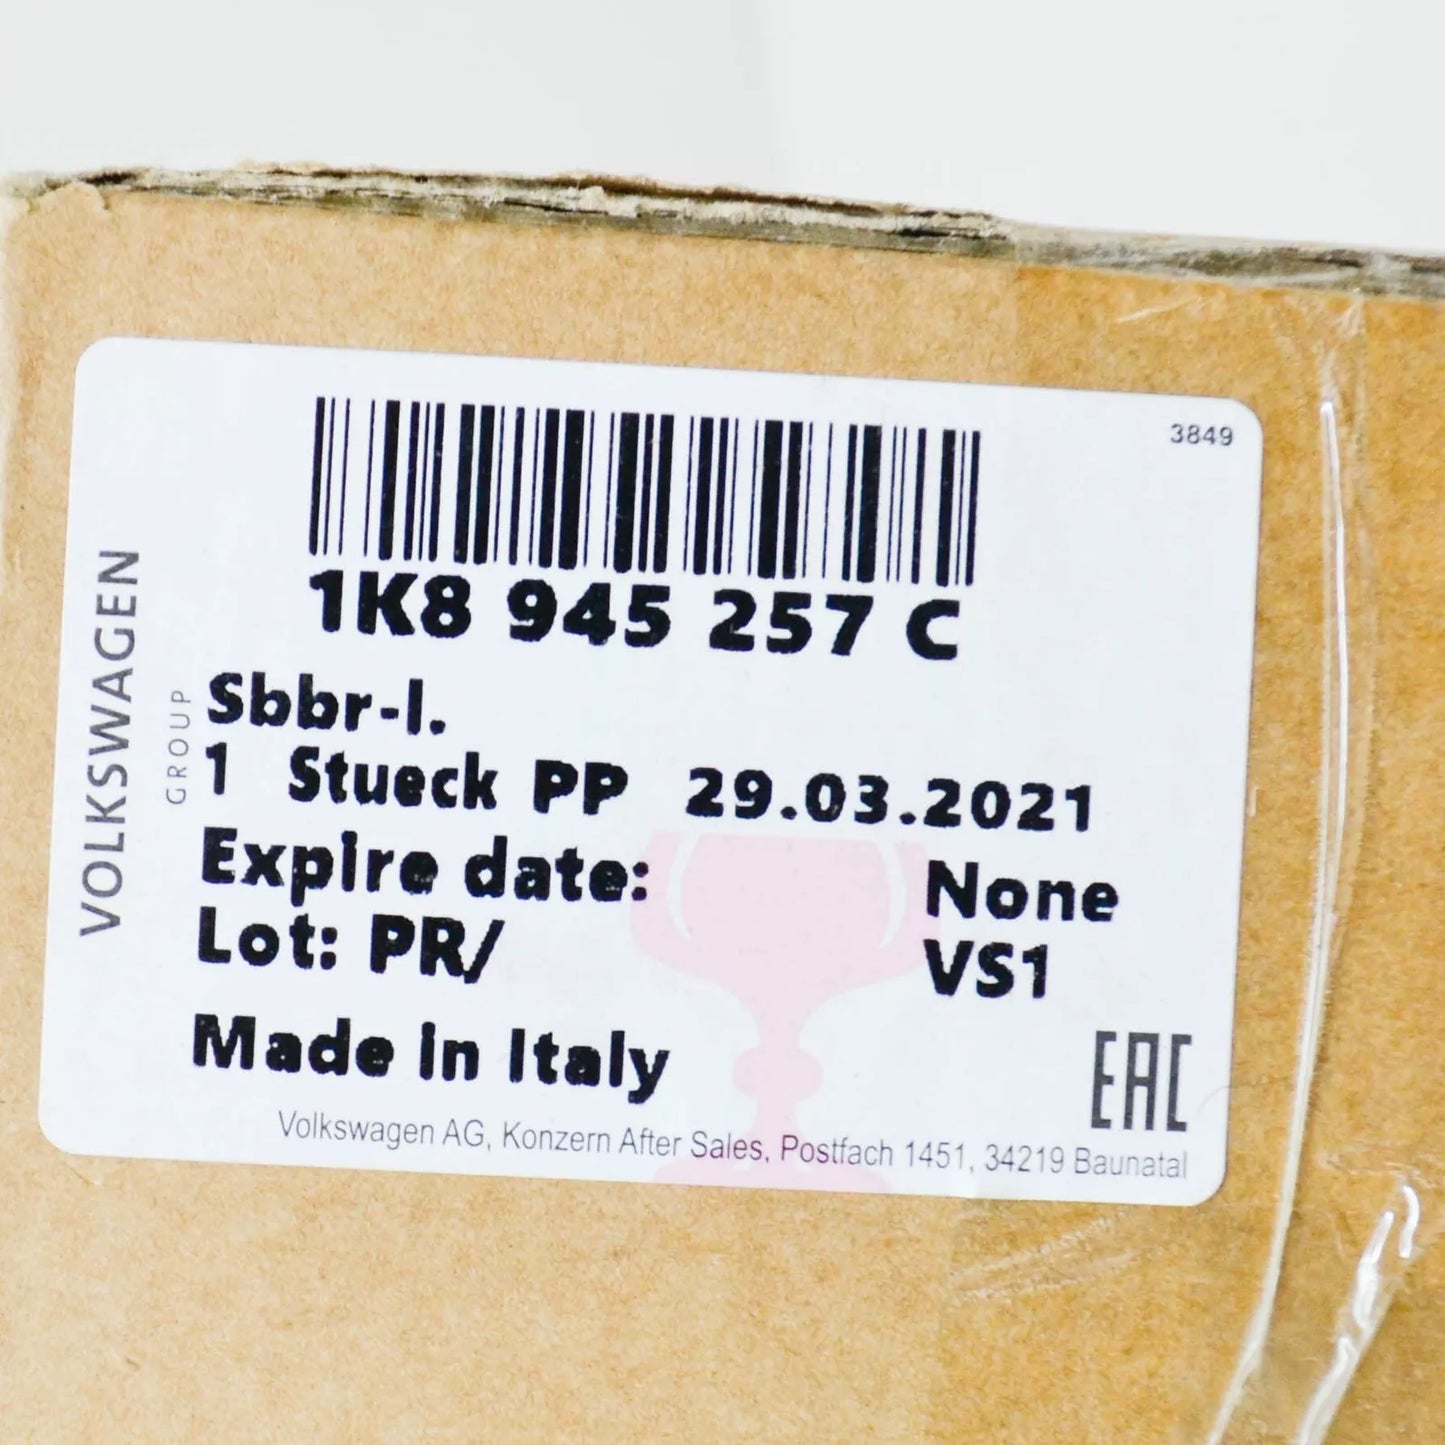 3849
1K8 945 257 C
Sbbr-l.
1 Stueck PP 29.03.2021
Expire date: None
Lot: PR/ VS1
Made in Italy
EAC
Volkswagen AG, Konzern After Sales, Postfach 1451, 34219 Baunatal
VOLKSWAGEN
GROUP